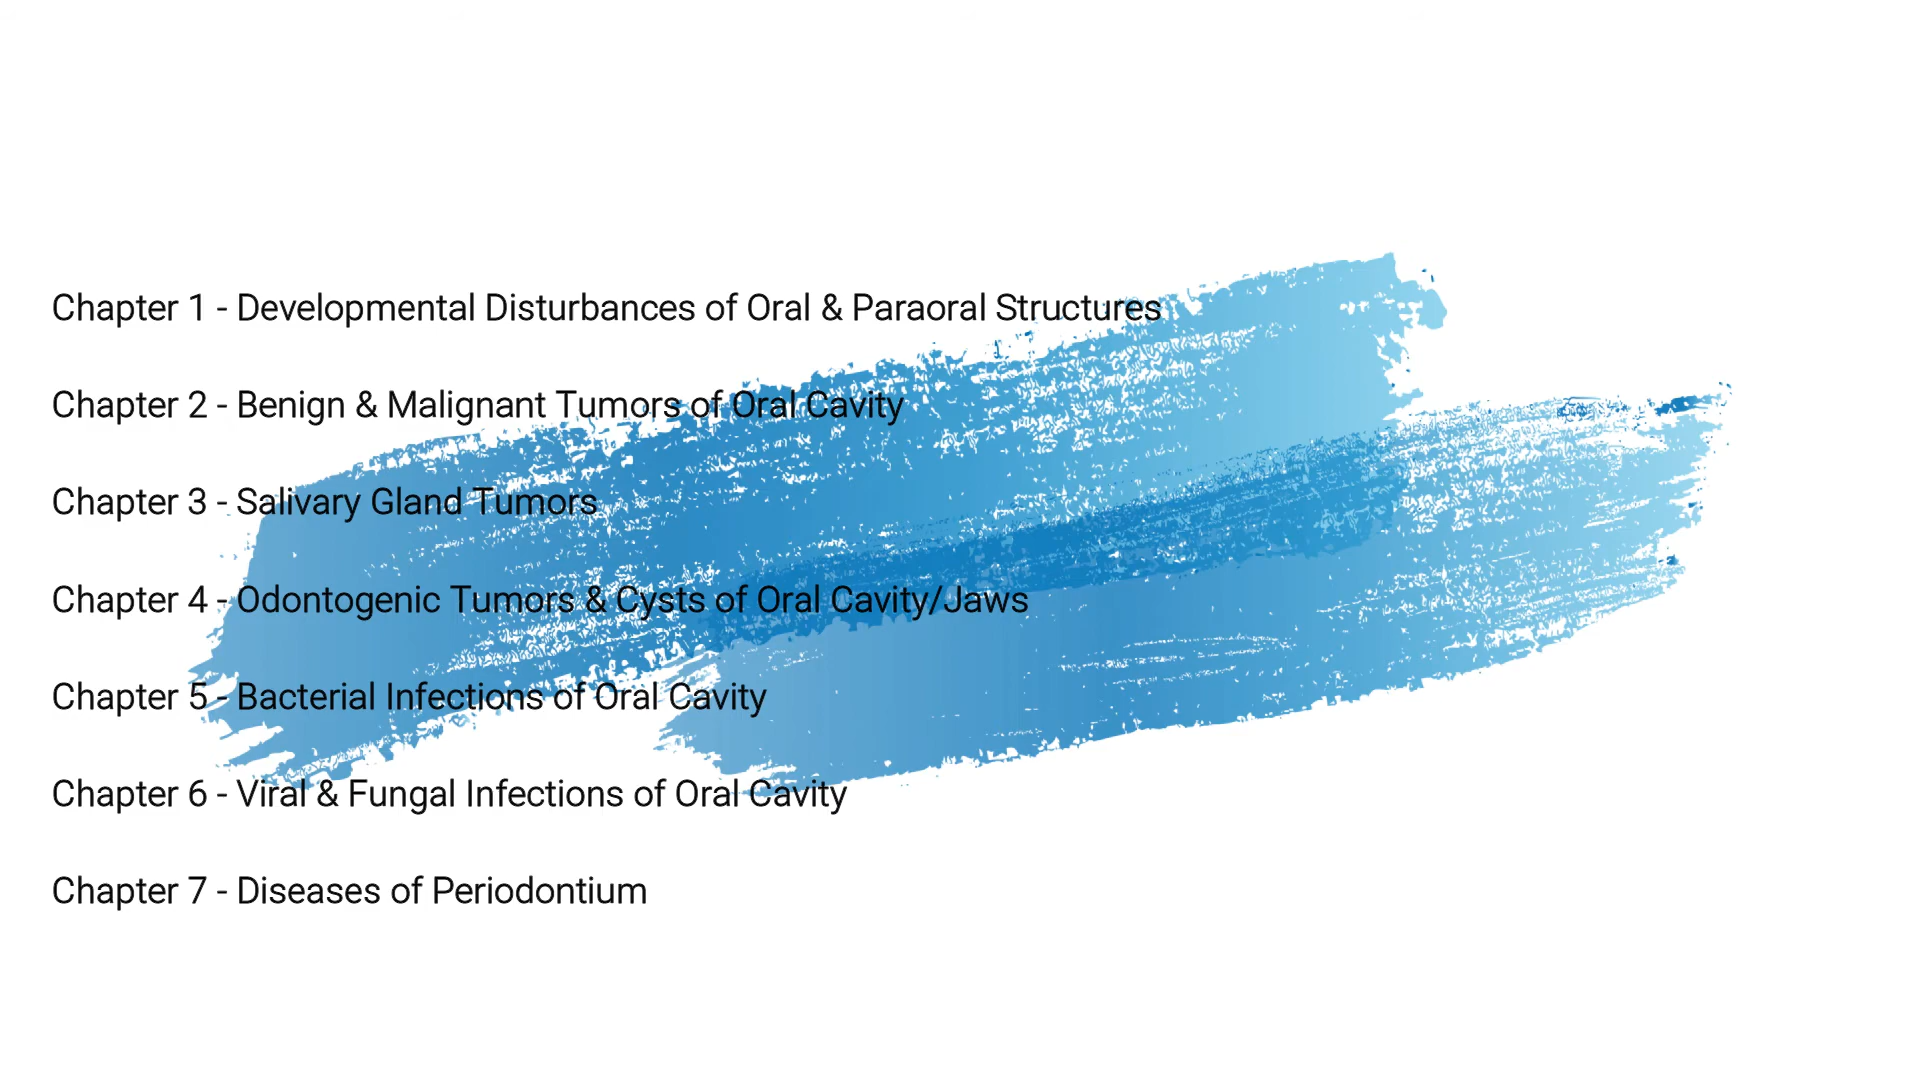 Chapter 1 - Developmental Disturbances of Oral & Paraoral Structures
Chapter 2 - Benign & Malignant Tumors of Oral Cavity
Chapter 3 - Salivary Gland Tumors
Chapter 4 - Odontogenic Tumors & Cysts of Oral Cavity/Jaws
Chapter 5 - Bacterial Infections of Oral Cavity
Chapter 6 - Viral & Fungal Infections of Oral Cavity
Chapter 7 - Diseases of Periodontium